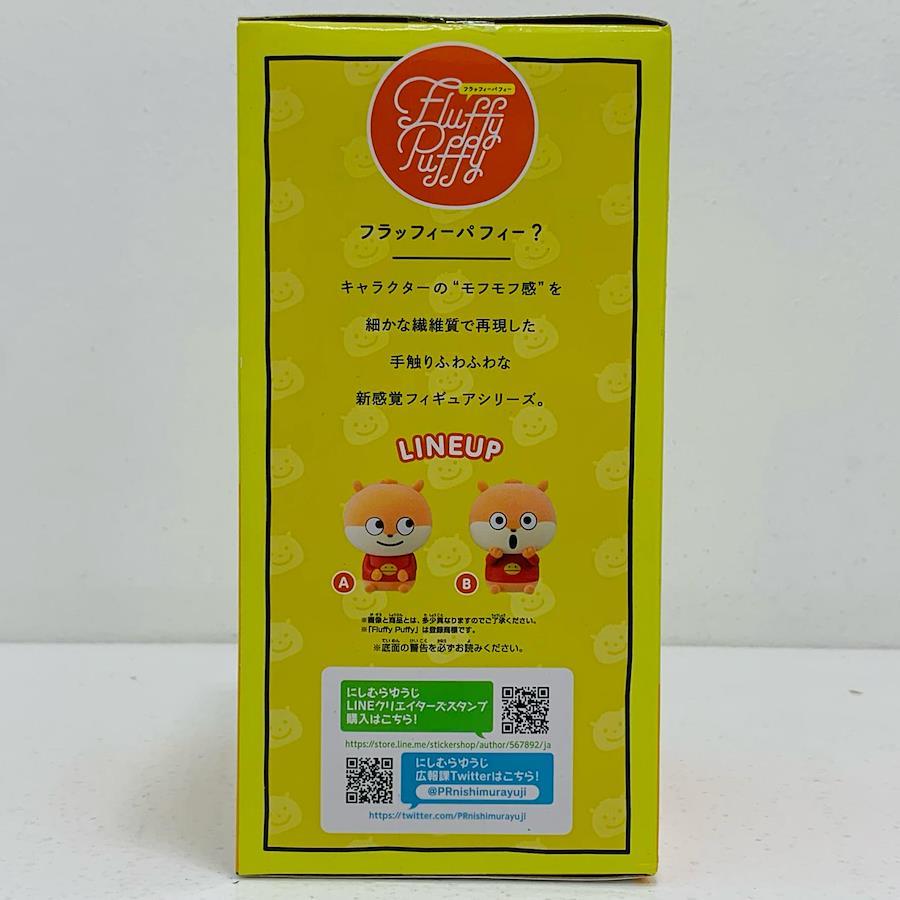 フラッフィーパフィー
Fluffy
Puffy
フラッフィーパフィー?
キャラクターの“モフモフ感”を
細かな繊維質で再現した
手触りふわふわな
新感覚フィギュアシリーズ。
LINEUP
A
B
※画像と商品とは、多少異なりますのでご了承ください。
※「Fluffy Puffy」は登録商標です。
※底面の警告を必ずお読みください。
にしむらゆうじ
LINEクリエイターズスタンプ
購入はこちら!
https://store.line.me/stickershop/author/567892/ja
にしむらゆうじ
広報課Twitterはこちら!
@PRnishimurayuji
https://twitter.com/PRnishimurayuji